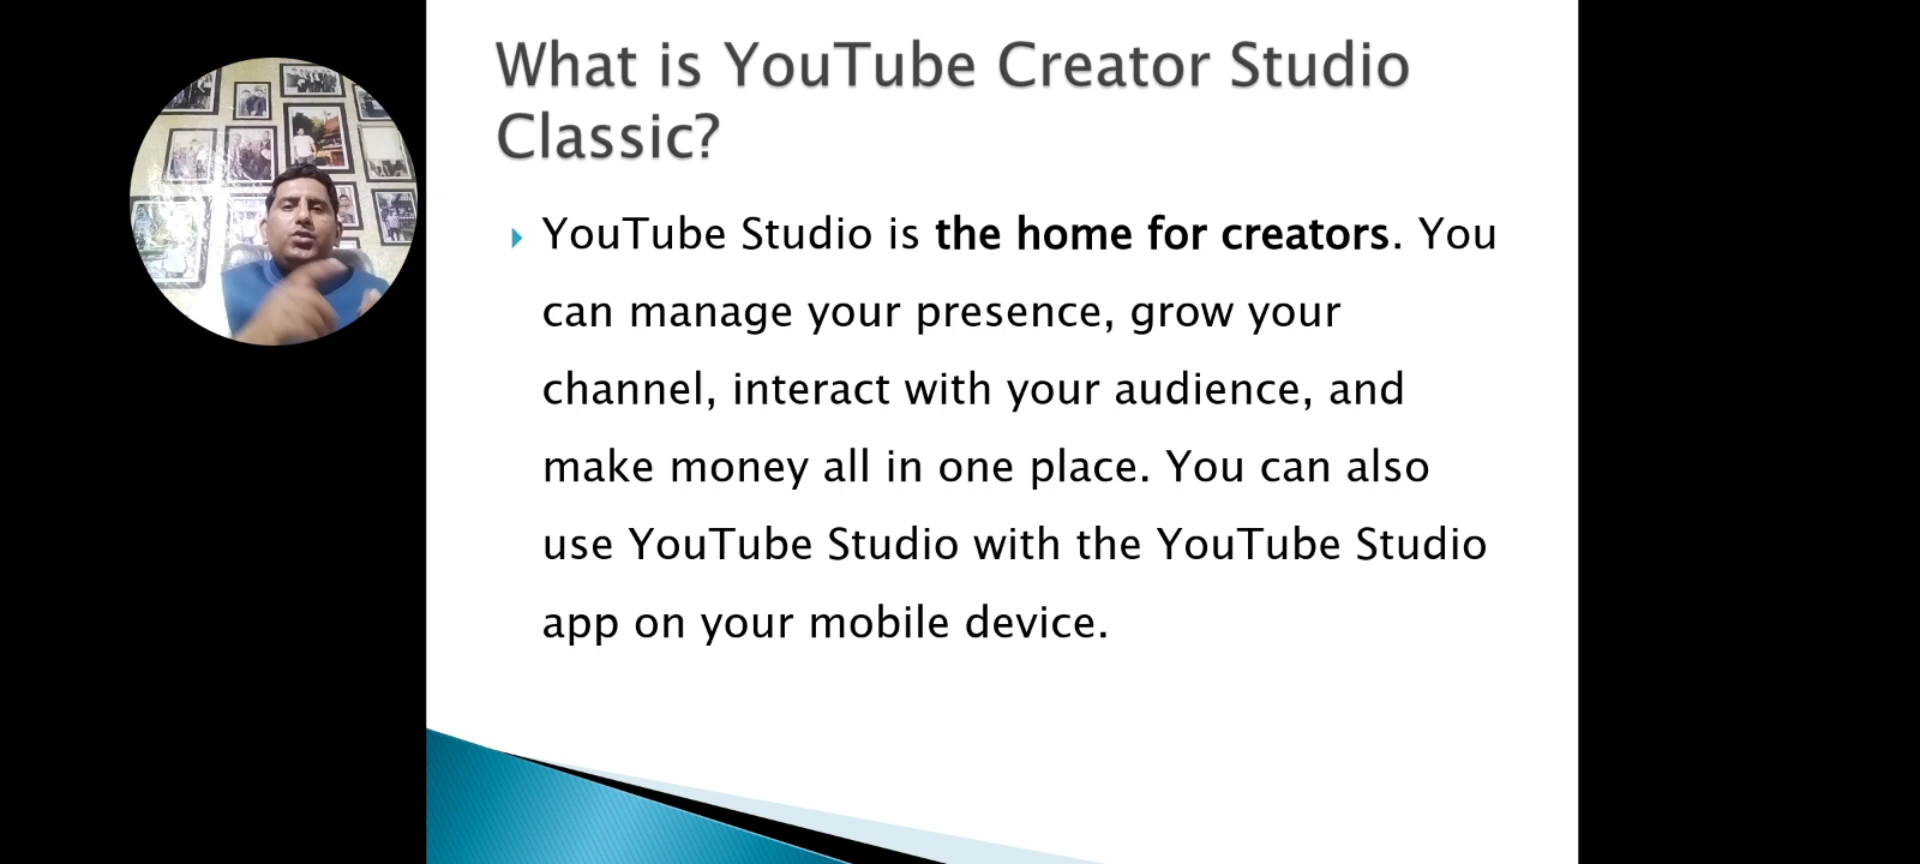 What is YouTube Creator Studio
Classic?
YouTube Studio is the home for creators. You
can manage your presence, grow your
channel, interact with your audience, and
make money all in one place. You can also
use YouTube Studio with the YouTube Studio
app on your mobile device.